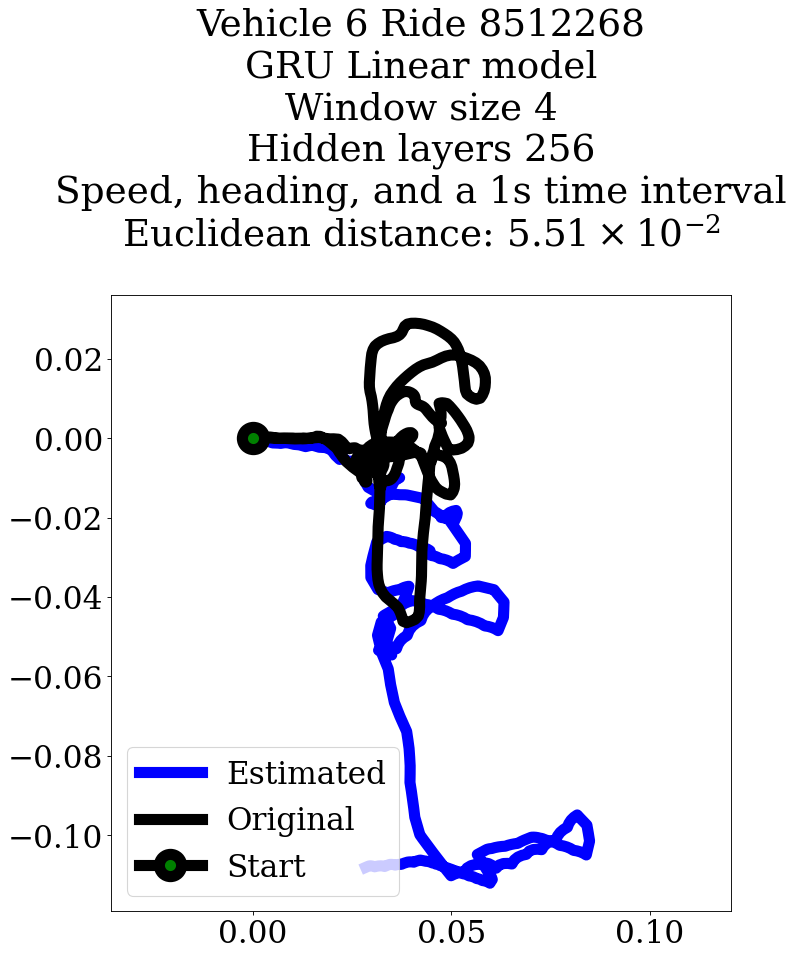 Vehicle 6 Ride 8512268
GRU Linear model
Window size 4
Hidden layers 256
Speed, heading, and a 1s time interval
Euclidean distance: 5.51 × 10⁻²
0.02
0.00
−0.02
−0.04
−0.06
−0.08
−0.10
Estimated
Original
Start
0.00 0.05 0.10